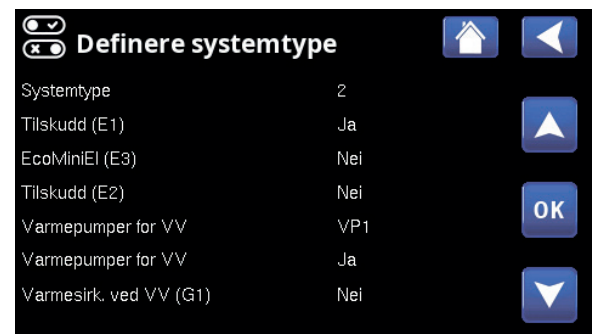 Definere systemtype
Systemtype 2
Tilskudd (E1) Ja
EcoMiniEl (E3) Nei
Tilskudd (E2) Nei
OK
Varmepumper for VV VP1
Varmepumper for VV Ja
Varmesirk. ved VV (G1) Nei